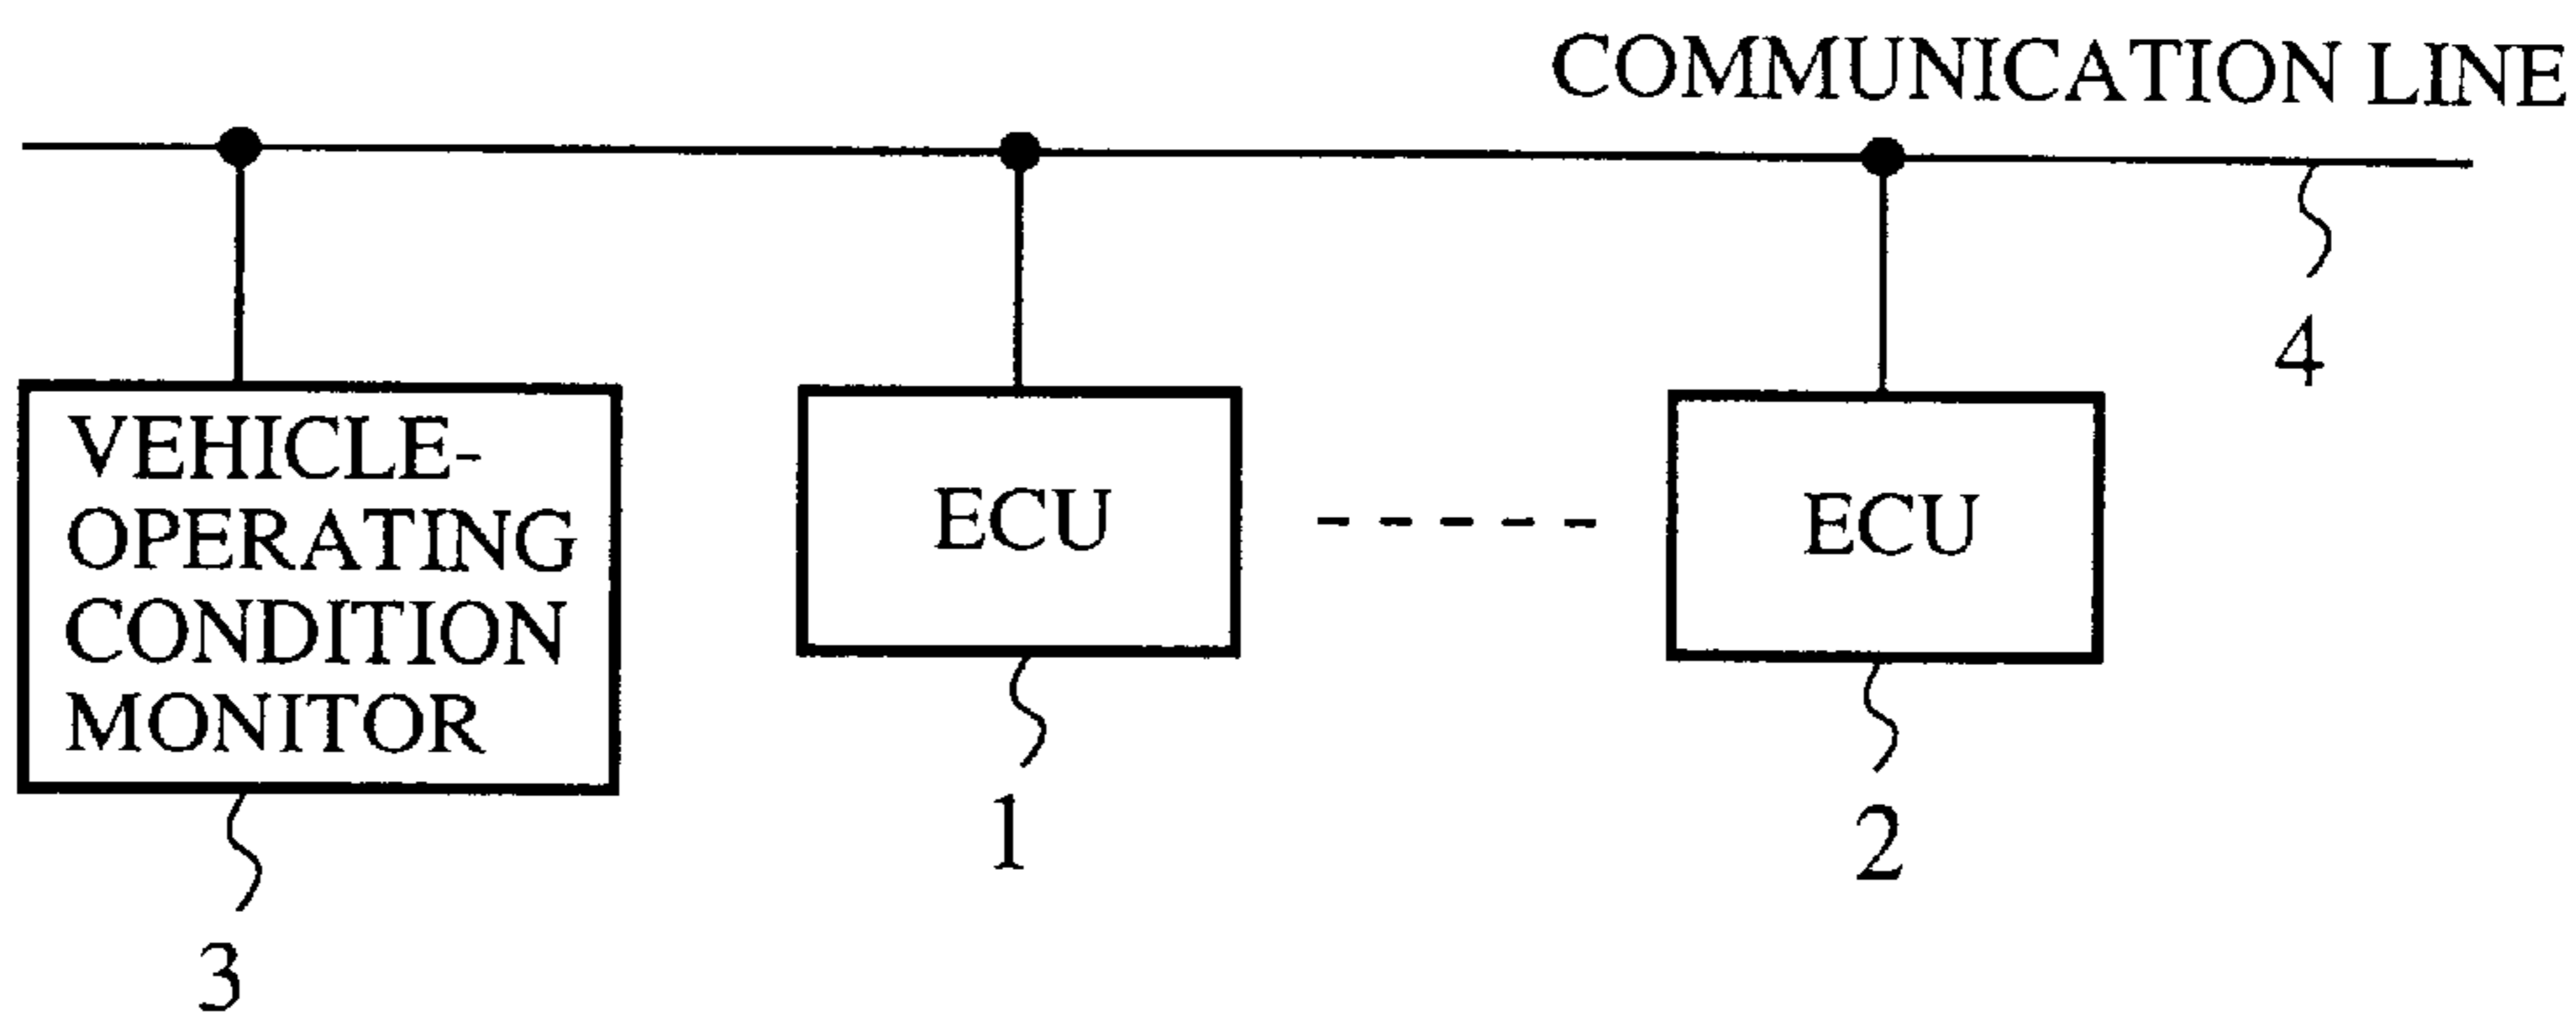 COMMUNICATION LINE
4
VEHICLE-
OPERATING
CONDITION
MONITOR
3
ECU
1
ECU
2